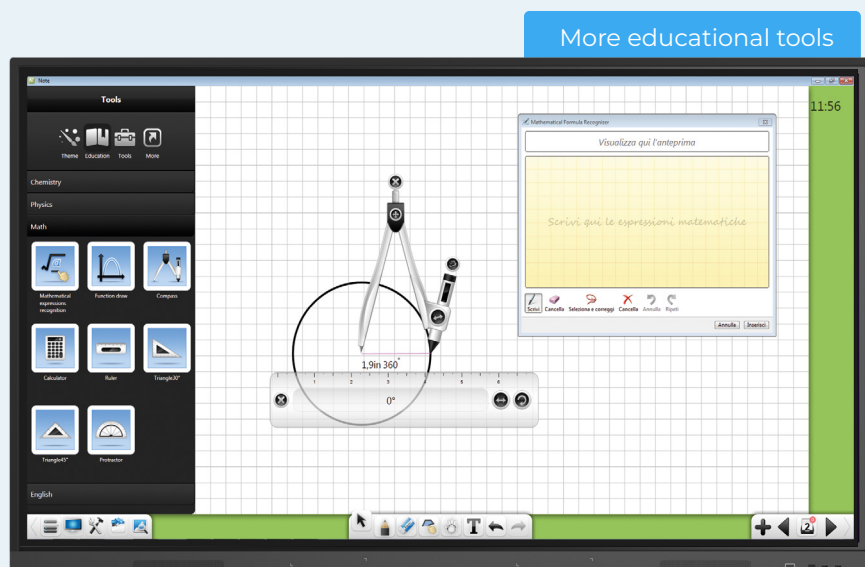 More educational tools
Note
Tools
11:56
Mathematical Formula Recognizer
Visualizza qui l'anteprima
Theme Education Tools More
Chemistry
Physics
Math
Scrivi qui le espressioni matematiche
Mathematical expressions recognition
Function draw
Compass
Scrivi Cancella Seleziona e correggi Cancella Annulla Ripeti
Annulla Inserisci
Calculator Ruler Triangle30°
1,9in 360°
1 2 3 4 5 6
0°
Triangle45° Protractor
English
T
2